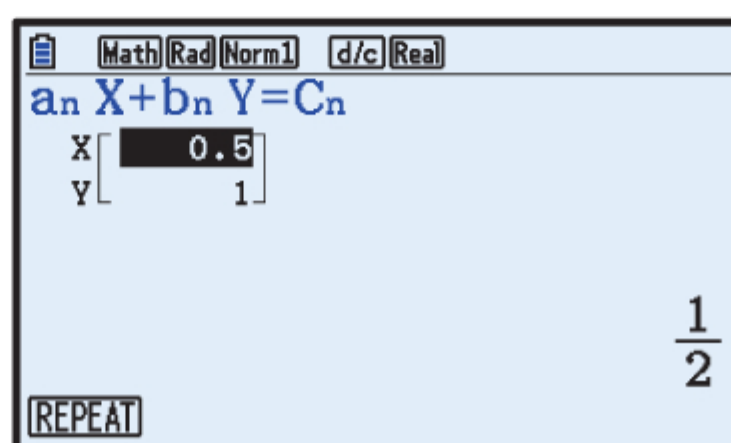 Math Rad Norm1 d/c Real
an X+bn Y=Cn
X 0.5
Y 1
1
2
REPEAT